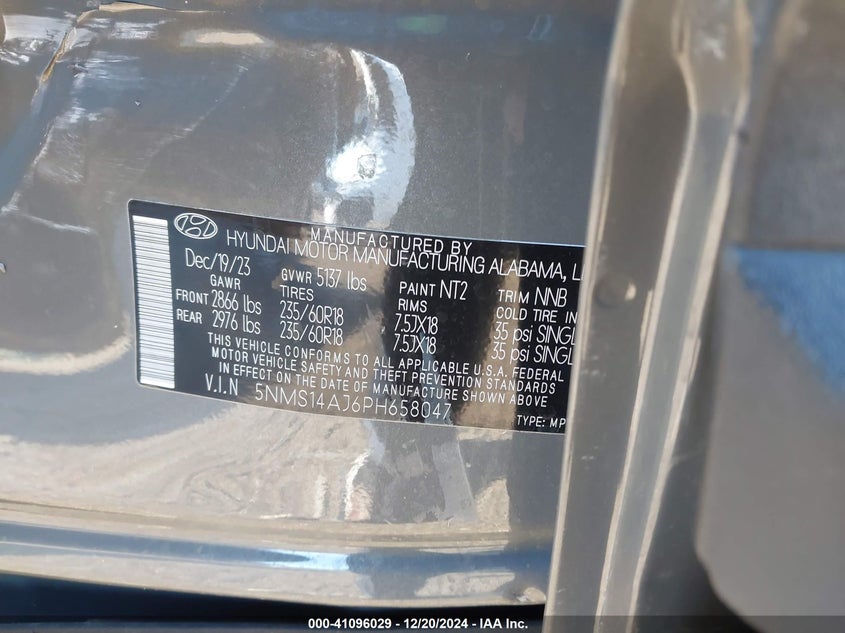 MANUFACTURED BY
HYUNDAI MOTOR MANUFACTURING ALABAMA, L
Dec/19/23 GVWR 5137 lbs PAINT NT2 TRIM NNB
GAWR TIRES RIMS COLD TIRE IN
FRONT 2866 lbs 235/60R18 7.5JX18 35 psi SINGL
REAR 2976 lbs 235/60R18 7.5JX18 35 psi SINGL
THIS VEHICLE CONFORMS TO ALL APPLICABLE U.S.A. FEDERAL
MOTOR VEHICLE SAFETY AND THEFT PREVENTION STANDARDS
IN EFFECT ON THE DATE OF MANUFACTURE SHOWN ABOVE.
V.I.N 5NMS14AJ6PH658047
TYPE: MP
000-41096029 - 12/20/2024 - IAA Inc.